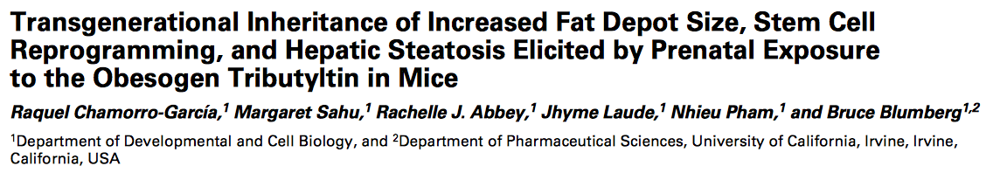 Transgenerational Inheritance of Increased Fat Depot Size, Stem Cell
Reprogramming, and Hepatic Steatosis Elicited by Prenatal Exposure
to the Obesogen Tributyltin in Mice
Raquel Chamorro-García,¹ Margaret Sahu,¹ Rachelle J. Abbey,¹ Jhyme Laude,¹ Nhieu Pham,¹ and Bruce Blumberg¹,²
¹Department of Developmental and Cell Biology, and ²Department of Pharmaceutical Sciences, University of California, Irvine, Irvine,
California, USA